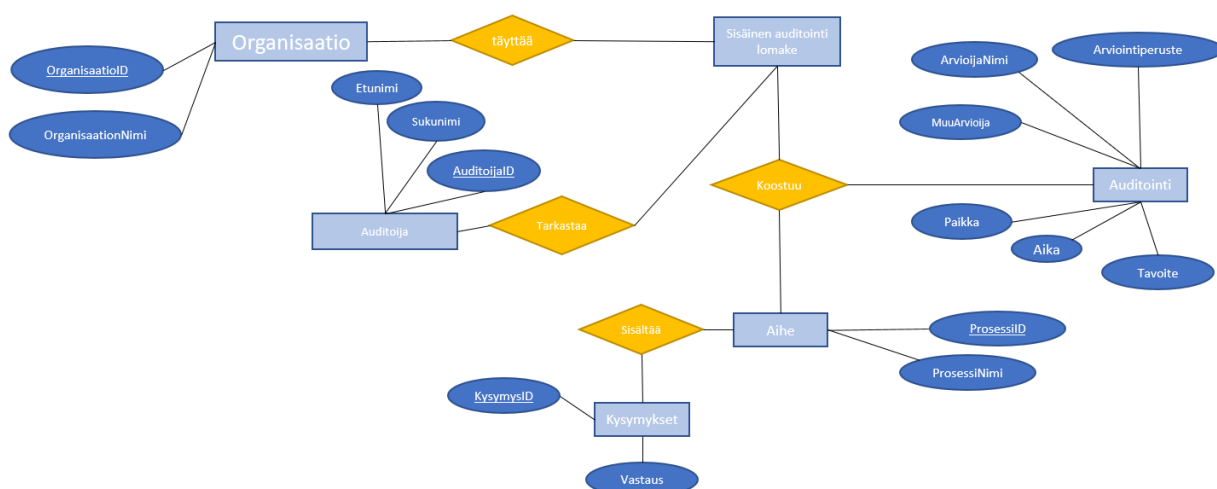 Organisaatio
täyttää
Sisäinen auditointi
lomake
OrganisaatioID
OrganisaationNimi
Etunimi
Sukunimi
AuditoijaID
Auditoija
Tarkastaa
ArvioijaNimi
Arviointiperuste
MuuArvioija
Koostuu
Auditointi
Paikka
Aika
Tavoite
Sisältää
Aihe
ProsessiID
ProsessiNimi
KysymysID
Kysymykset
Vastaus